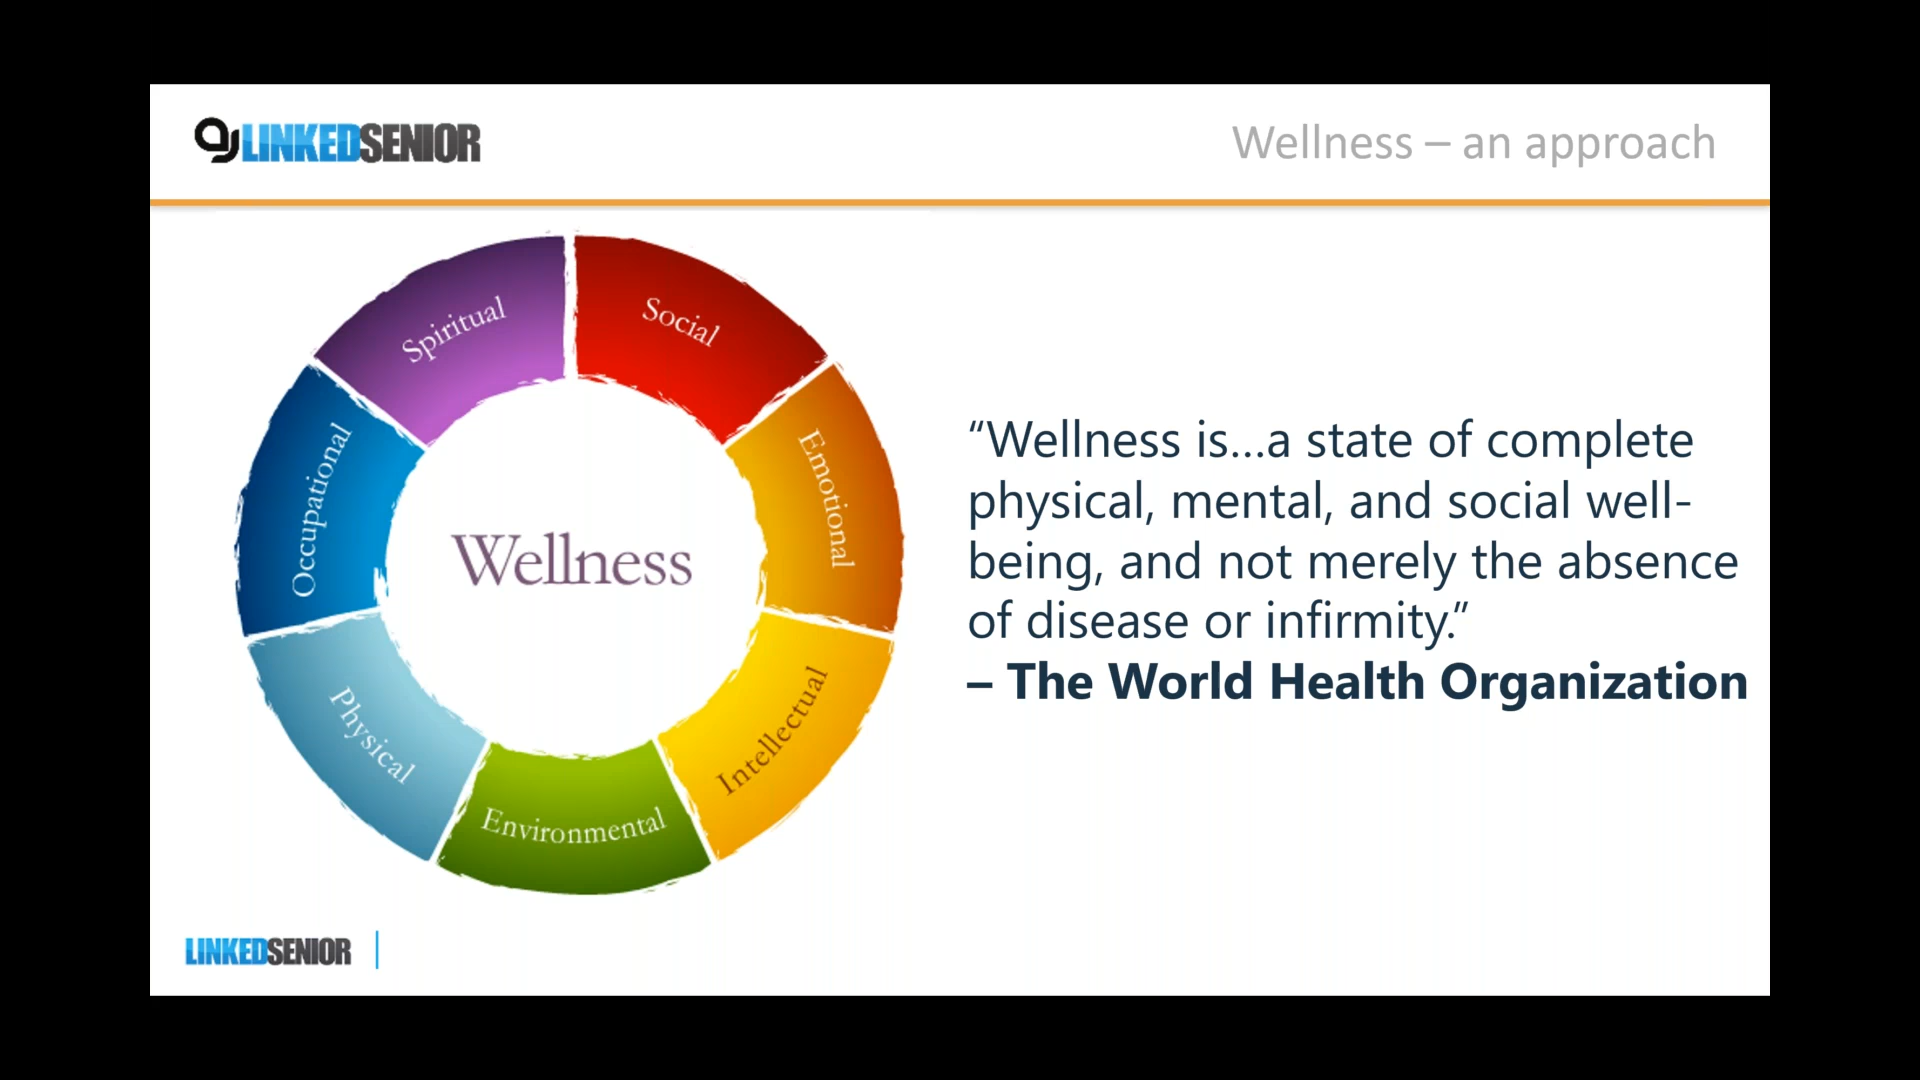 LINKEDSENIOR
Wellness – an approach
Spiritual
Social
Occupational
Emotional
Wellness
Physical
Intellectual
Environmental
“Wellness is...a state of complete
physical, mental, and social well-
being, and not merely the absence
of disease or infirmity.”
– The World Health Organization
LINKEDSENIOR